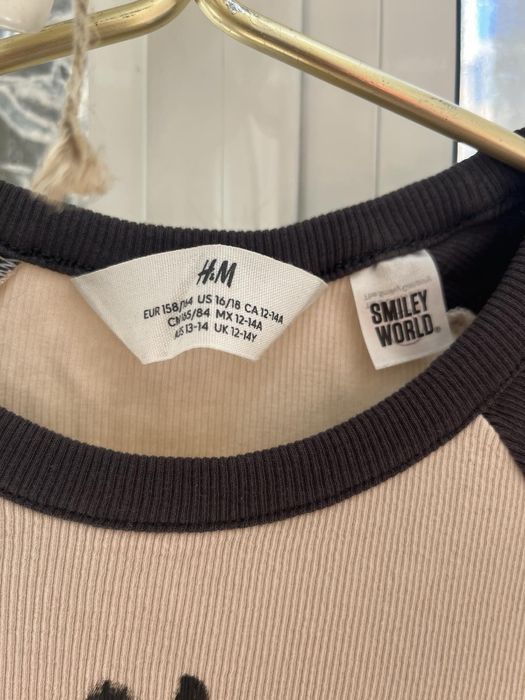 H&M
EUR 158/164 US 16/18 CA 12-14A
CN 165/84 MX 12-14A
AUS 13-14 UK 12-14Y
SMILEY
WORLD®